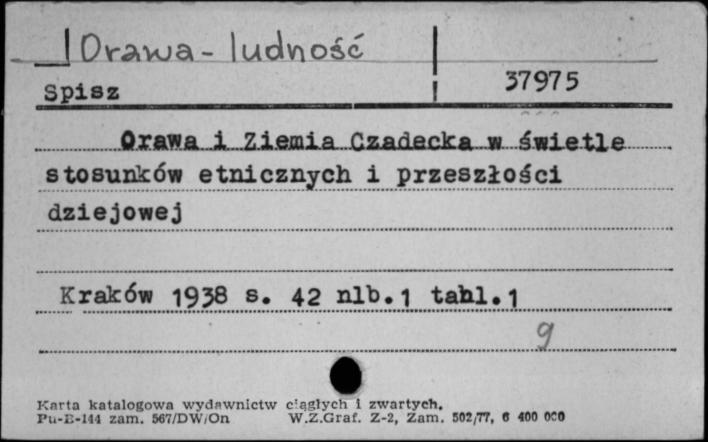 Orawa - ludność
Spisz 37975
Orawa i Ziemia Czadecka w świetle
stosunków etnicznych i przeszłości
dziejowej
Kraków 1938 s. 42 nlb.1 tabl.1
g
Karta katalogowa wydawnictw ciągłych i zwartych.
Pu-B-144 zam. 567/DW/On W.Z.Graf. Z-2, Zam. 502/77, 6 400 000